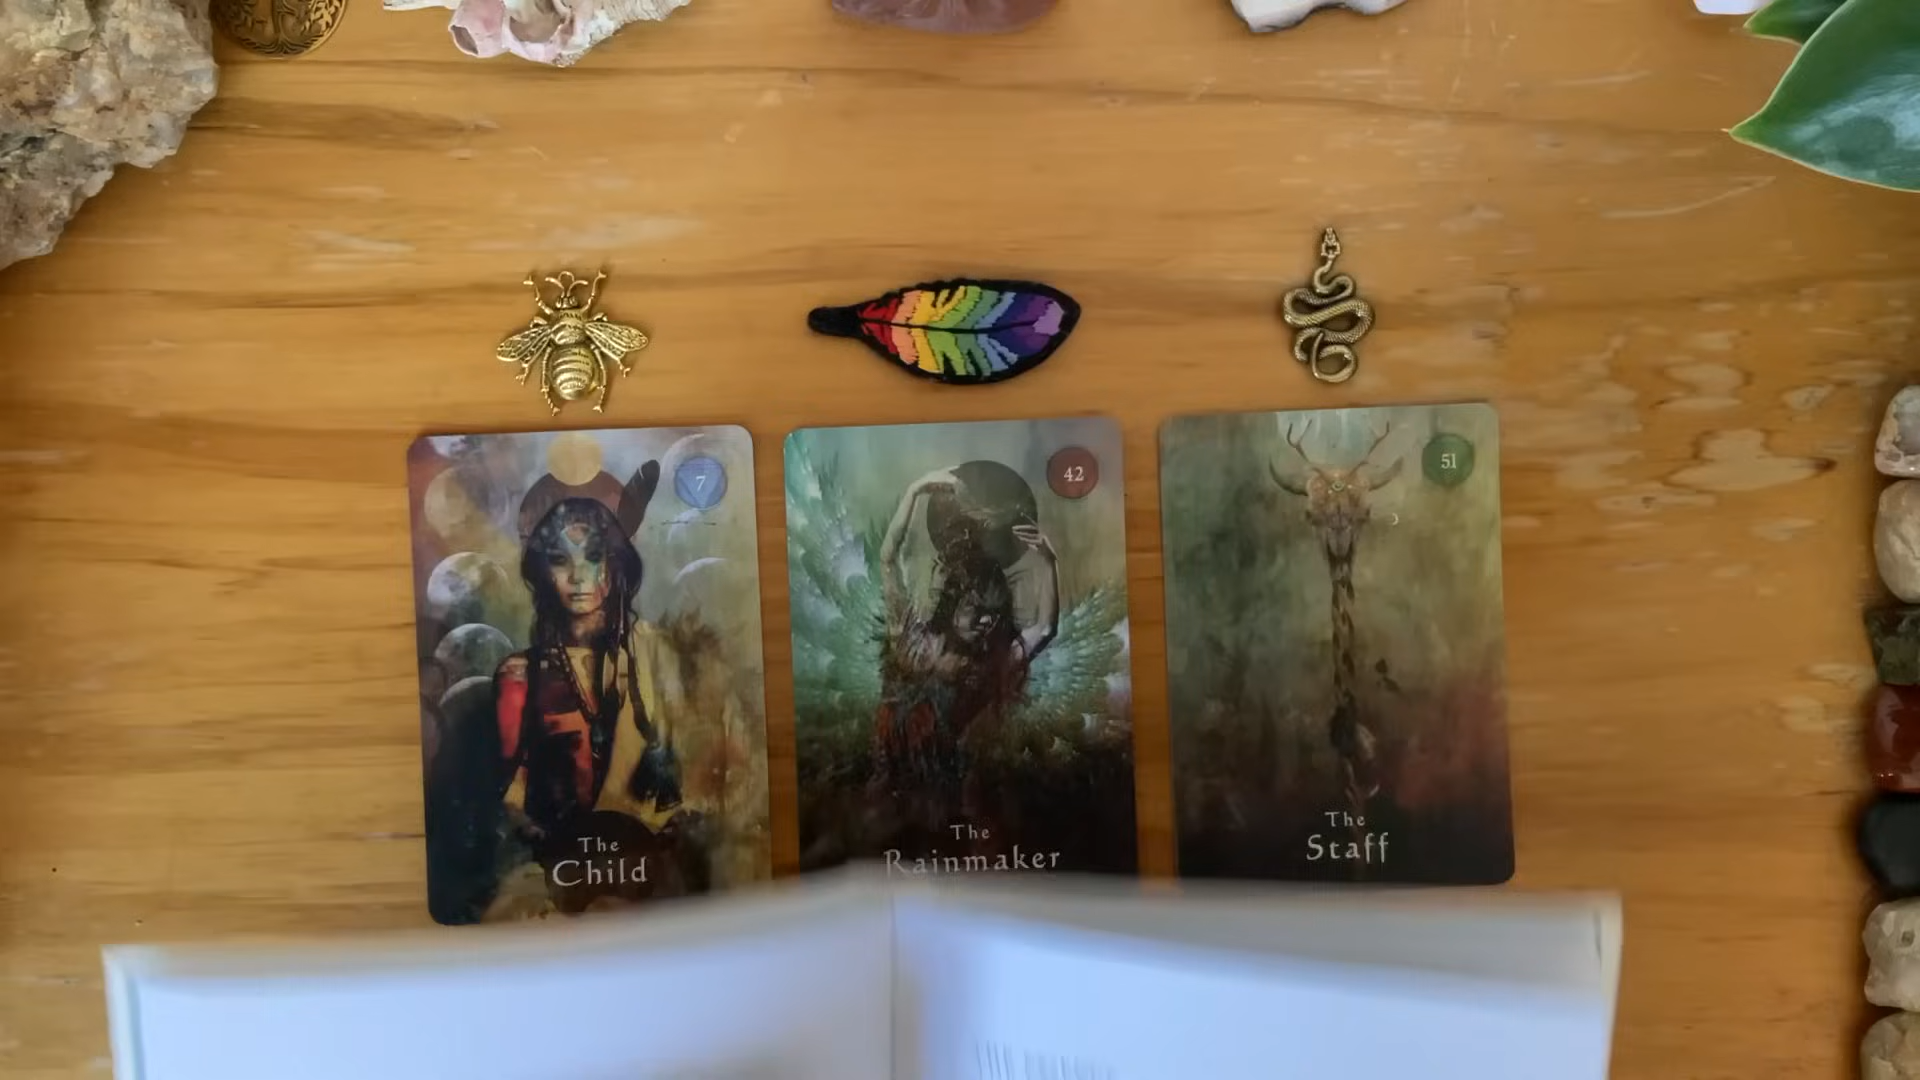 7
The
Child
42
The
Rainmaker
51
The
Staff